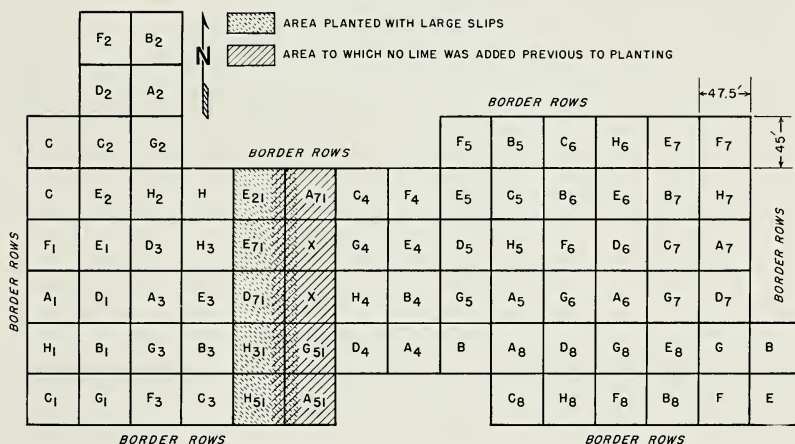 AREA PLANTED WITH LARGE SLIPS
AREA TO WHICH NO LIME WAS ADDED PREVIOUS TO PLANTING
N
F2 B2
D2 A2
BORDER ROWS
47.5'
45'
C C2 G2 F5 B5 C6 H6 E7 F7
BORDER ROWS
C E2 H2 H E21 A71 C4 F4 E5 C5 B6 E6 B7 H7
F1 E1 D3 H3 E71 X G4 E4 D5 H5 F6 D6 C7 A7
A1 D1 A3 E3 D71 X H4 B4 G5 A5 G6 A6 G7 D7
H1 B1 G3 B3 H31 G51 D4 A4 B A8 D8 G8 E8 G B
C1 G1 F3 C3 H51 A51 C8 H8 F8 B8 F E
BORDER ROWS
BORDER ROWS
BORDER ROWS
BORDER ROWS